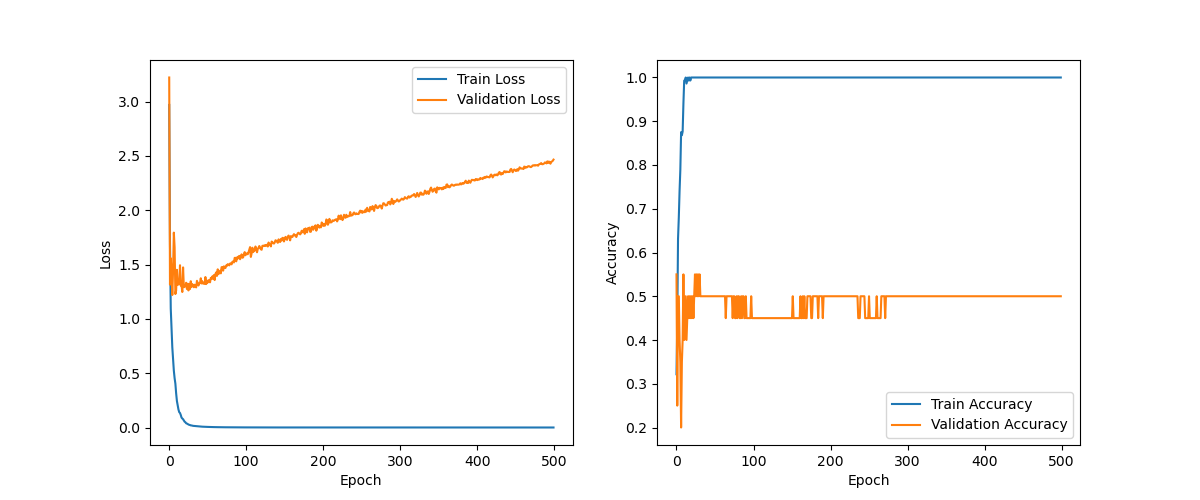 Train Loss
Validation Loss
3.0
2.5
2.0
1.5
1.0
0.5
0.0
Loss
0 100 200 300 400 500
Epoch
1.0
0.9
0.8
0.7
0.6
0.5
0.4
0.3
0.2
Accuracy
Train Accuracy
Validation Accuracy
0 100 200 300 400 500
Epoch